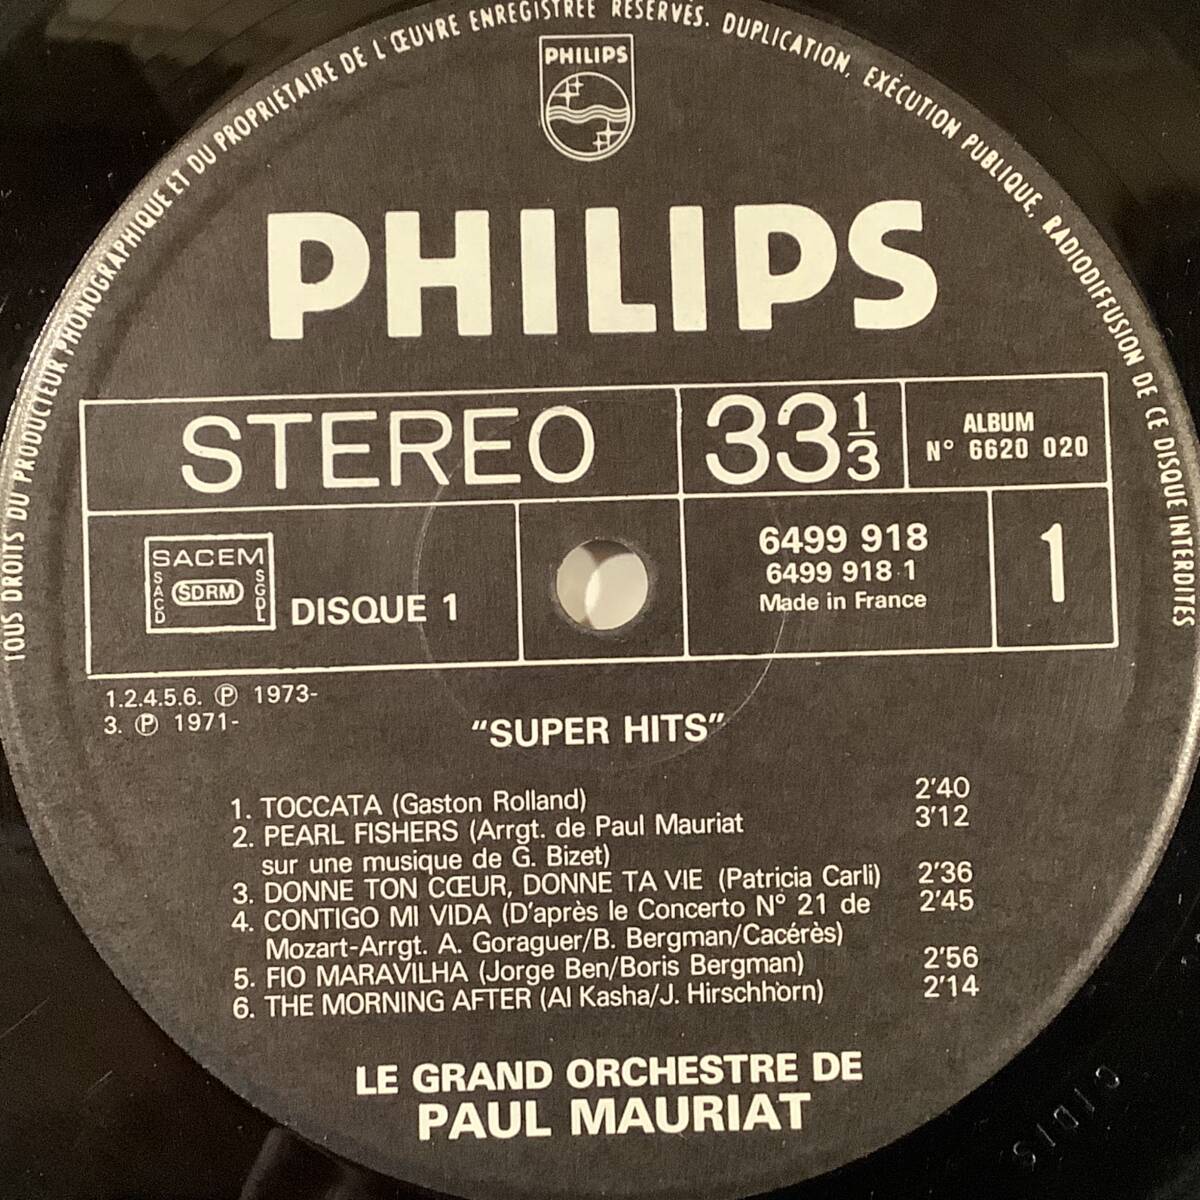 TOUS DROITS DU PRODUCTEUR PHONOGRAPHIQUE ET DU PROPRIÉTAIRE DE L'ŒUVRE ENREGISTRÉE RÉSERVÉS. DUPLICATION, EXÉCUTION PUBLIQUE, RADIODIFFUSION DE CE DISQUE INTERDITES
PHILIPS
PHILIPS
STEREO
33 1/3
ALBUM
N° 6620 020
SACEM
SACD
SDRM
SGDL
DISQUE 1
6499 918
6499 918 1
Made in France
1
1.2.4.5.6. Ⓟ 1973-
3. Ⓟ 1971-
"SUPER HITS"
1. TOCCATA (Gaston Rolland) 2'40
2. PEARL FISHERS (Arrgt. de Paul Mauriat 3'12
sur une musique de G. Bizet)
3. DONNE TON CŒUR, DONNE TA VIE (Patricia Carli) 2'36
4. CONTIGO MI VIDA (D'après le Concerto N° 21 de 2'45
Mozart-Arrgt. A. Goraguer/B. Bergman/Cacérès)
5. FIO MARAVILHA (Jorge Ben/Boris Bergman) 2'56
6. THE MORNING AFTER (Al Kasha/J. Hirschhorn) 2'14
LE GRAND ORCHESTRE DE
PAUL MAURIAT